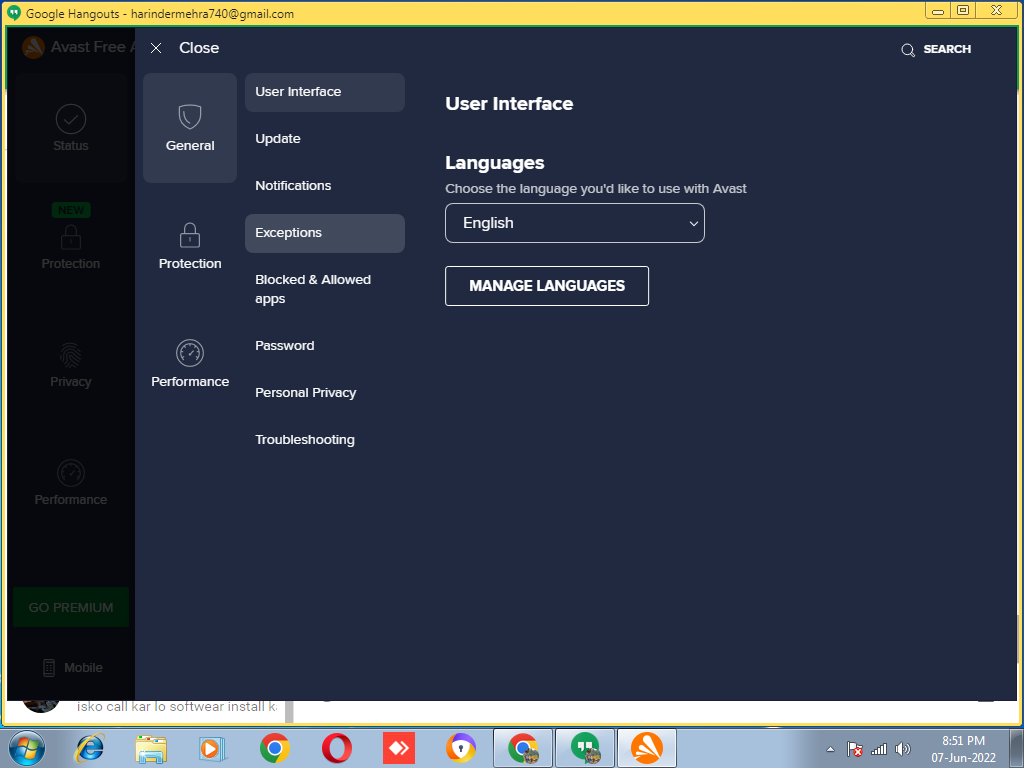 Google Hangouts - harindermehra740@gmail.com
Avast Free A
Close
SEARCH
Status
NEW
Protection
Privacy
Performance
GO PREMIUM
Mobile
General
Protection
Performance
User Interface
Update
Notifications
Exceptions
Blocked & Allowed
apps
Password
Personal Privacy
Troubleshooting
User Interface
Languages
Choose the language you'd like to use with Avast
English
MANAGE LANGUAGES
isko call kar lo softwear install k
8:51 PM
07-Jun-2022